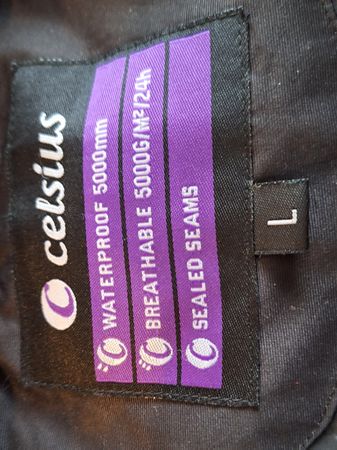 celsius
WATERPROOF 5000mm
BREATHABLE 5000G/M²/24h
SEALED SEAMS
L